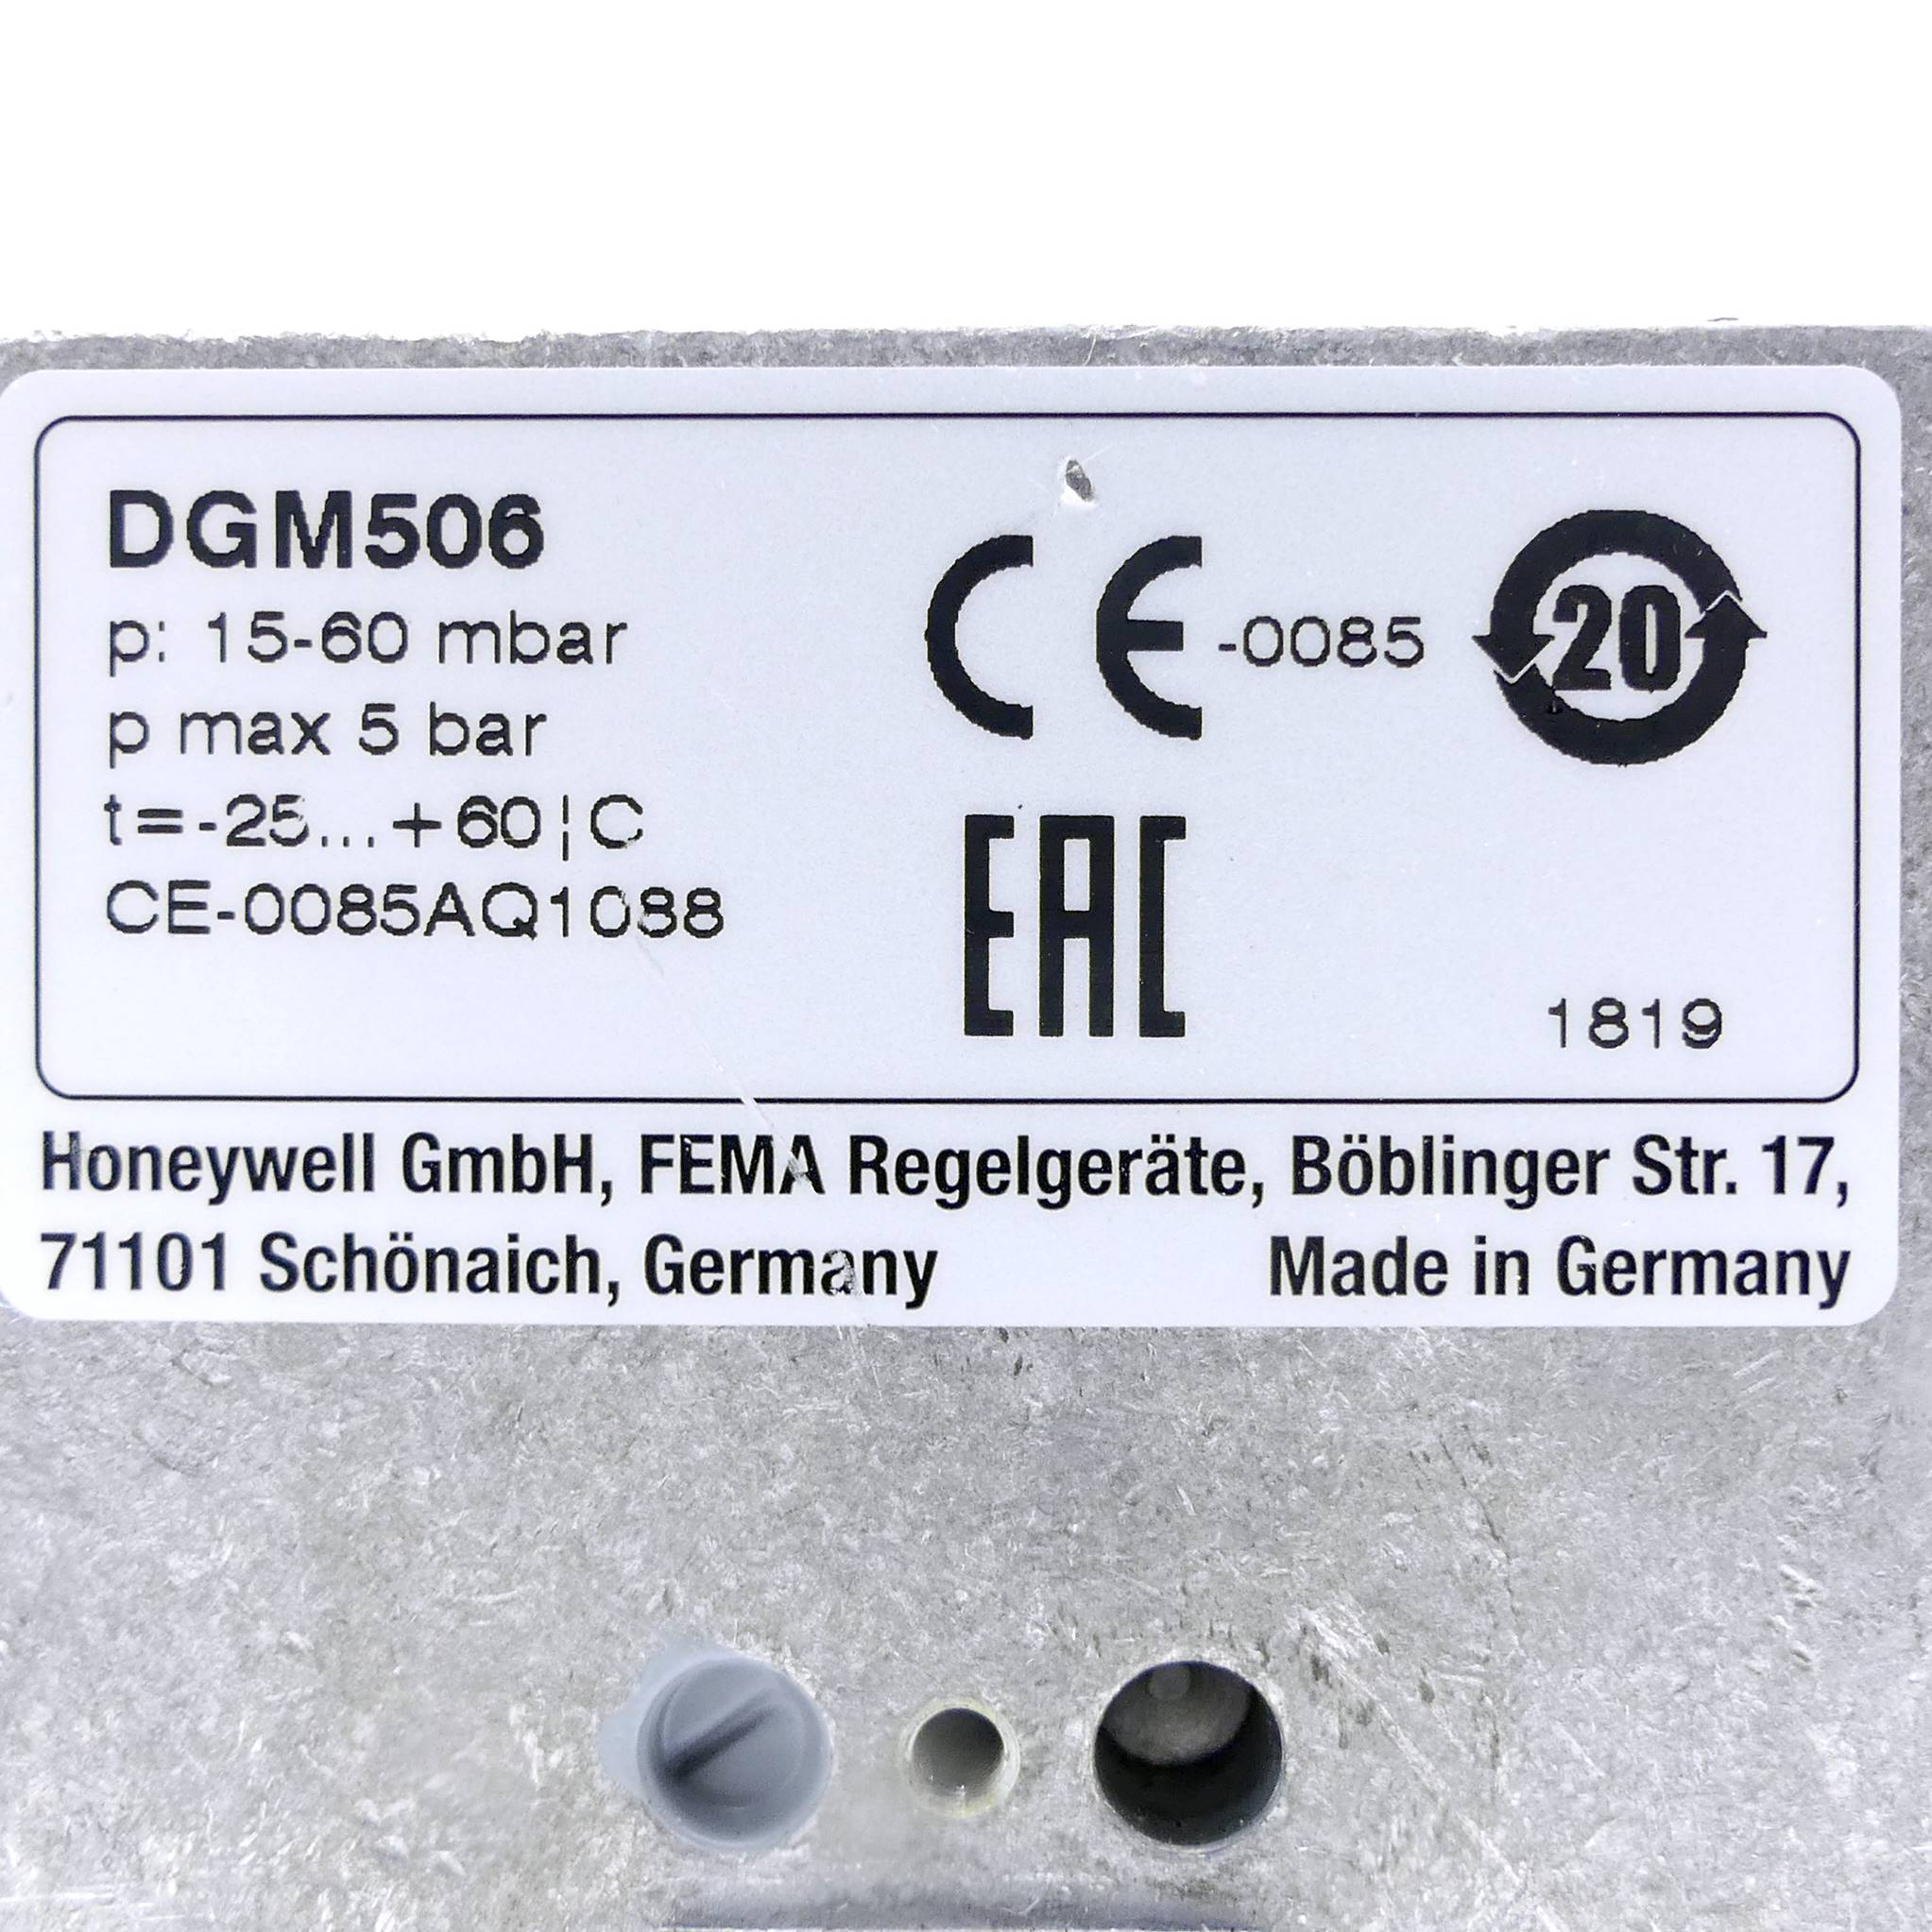 DGM506
p: 15-60 mbar
p max 5 bar
t=-25...+60¦C
CE-0085AQ1088
CE-0085
20
EAC
1819
Honeywell GmbH, FEMA Regelgeräte, Böblinger Str. 17,
71101 Schönaich, Germany Made in Germany